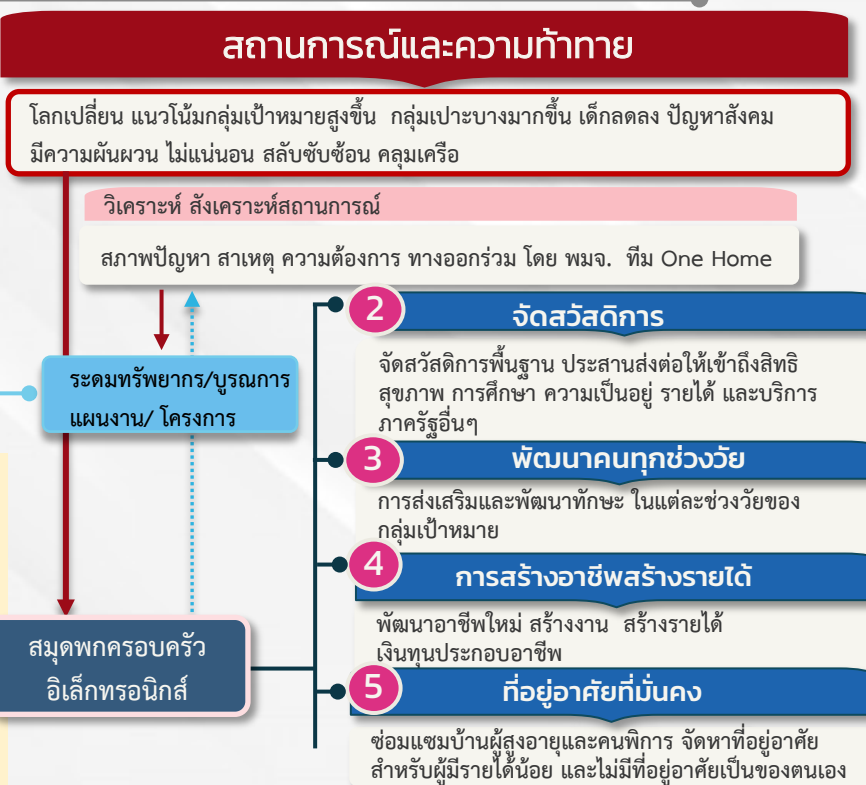 สถานการณ์และความท้าทาย
โลกเปลี่ยน แนวโน้มกลุ่มเป้าหมายสูงขึ้น กลุ่มเปาะบางมากขึ้น เด็กลดลง ปัญหาสังคม
มีความผันผวน ไม่แน่นอน สลับซับซ้อน คลุมเครือ
วิเคราะห์ สังเคราะห์สถานการณ์
สภาพปัญหา สาเหตุ ความต้องการ ทางออกร่วม โดย พมจ. ทีม One Home
ระดมทรัพยากร/บูรณการ
แผนงาน/ โครงการ
สมุดพกครอบครัว
อิเล็กทรอนิกส์
2
จัดสวัสดิการ
จัดสวัสดิการพื้นฐาน ประสานส่งต่อให้เข้าถึงสิทธิ
สุขภาพ การศึกษา ความเป็นอยู่ รายได้ และบริการ
ภาครัฐอื่นๆ
3
พัฒนาคนทุกช่วงวัย
การส่งเสริมและพัฒนาทักษะ ในแต่ละช่วงวัยของ
กลุ่มเป้าหมาย
4
การสร้างอาชีพสร้างรายได้
พัฒนาอาชีพใหม่ สร้างงาน สร้างรายได้
เงินทุนประกอบอาชีพ
5
ที่อยู่อาศัยที่มั่นคง
ซ่อมแซมบ้านผู้สูงอายุและคนพิการ จัดหาที่อยู่อาศัย
สำหรับผู้มีรายได้น้อย และไม่มีที่อยู่อาศัยเป็นของตนเอง